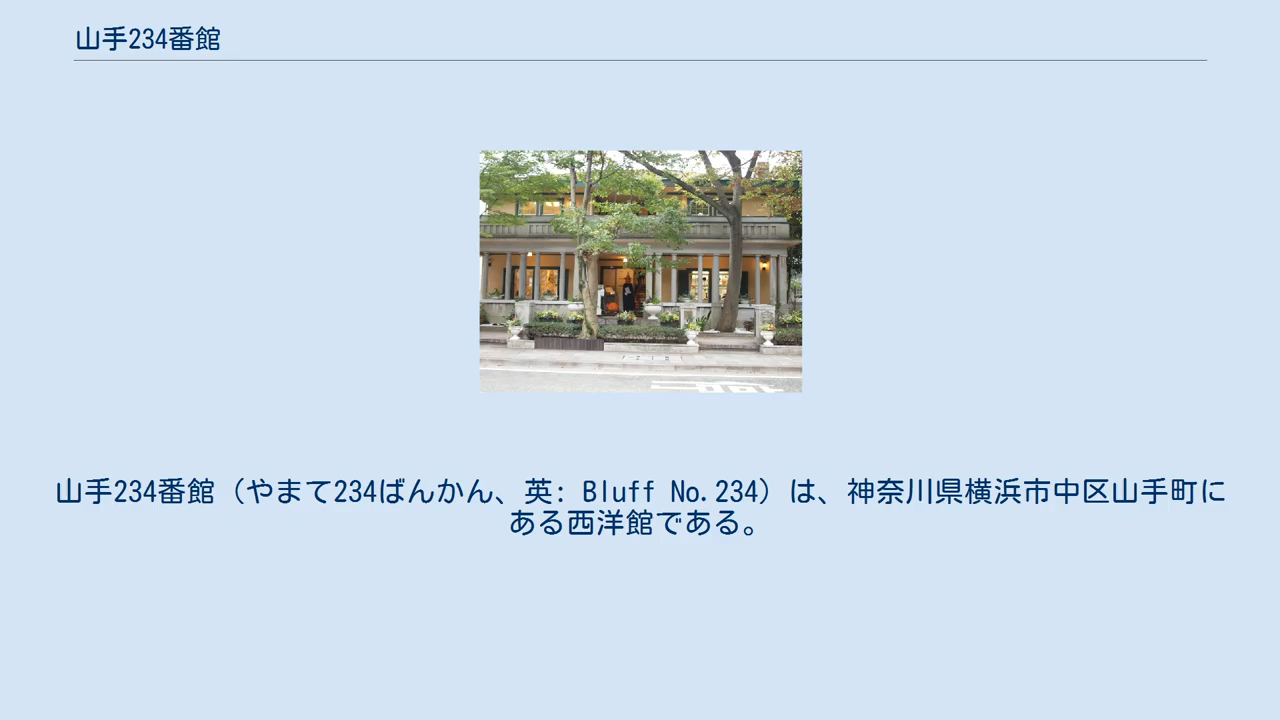 山手234番館
山手234番館（やまて234ばんかん、英: Bluff No.234）は、神奈川県横浜市中区山手町に
ある西洋館である。